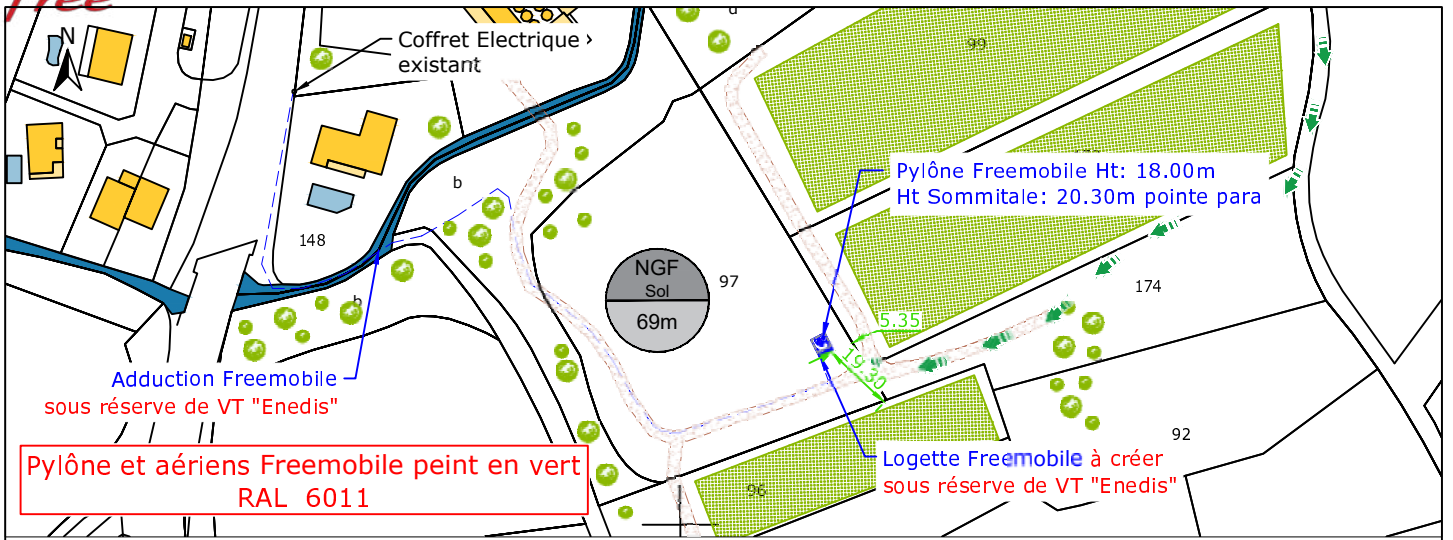 free
N
Coffret Electrique
existant
99
Pylône Freemobile Ht: 18.00m
Ht Sommitale: 20.30m pointe para
b
148
NGF
Sol
69m
97
174
b
5.35
19.30
Adduction Freemobile
sous réserve de VT "Enedis"
92
Pylône et aériens Freemobile peint en vert
RAL 6011
Logette Freemobile à créer
sous réserve de VT "Enedis"
96